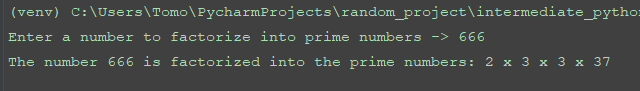 (venv) C:\Users\Tomo\PycharmProjects\random_project\intermediate_pytho
Enter a number to factorize into prime numbers -> 666
The number 666 is factorized into the prime numbers: 2 x 3 x 3 x 37